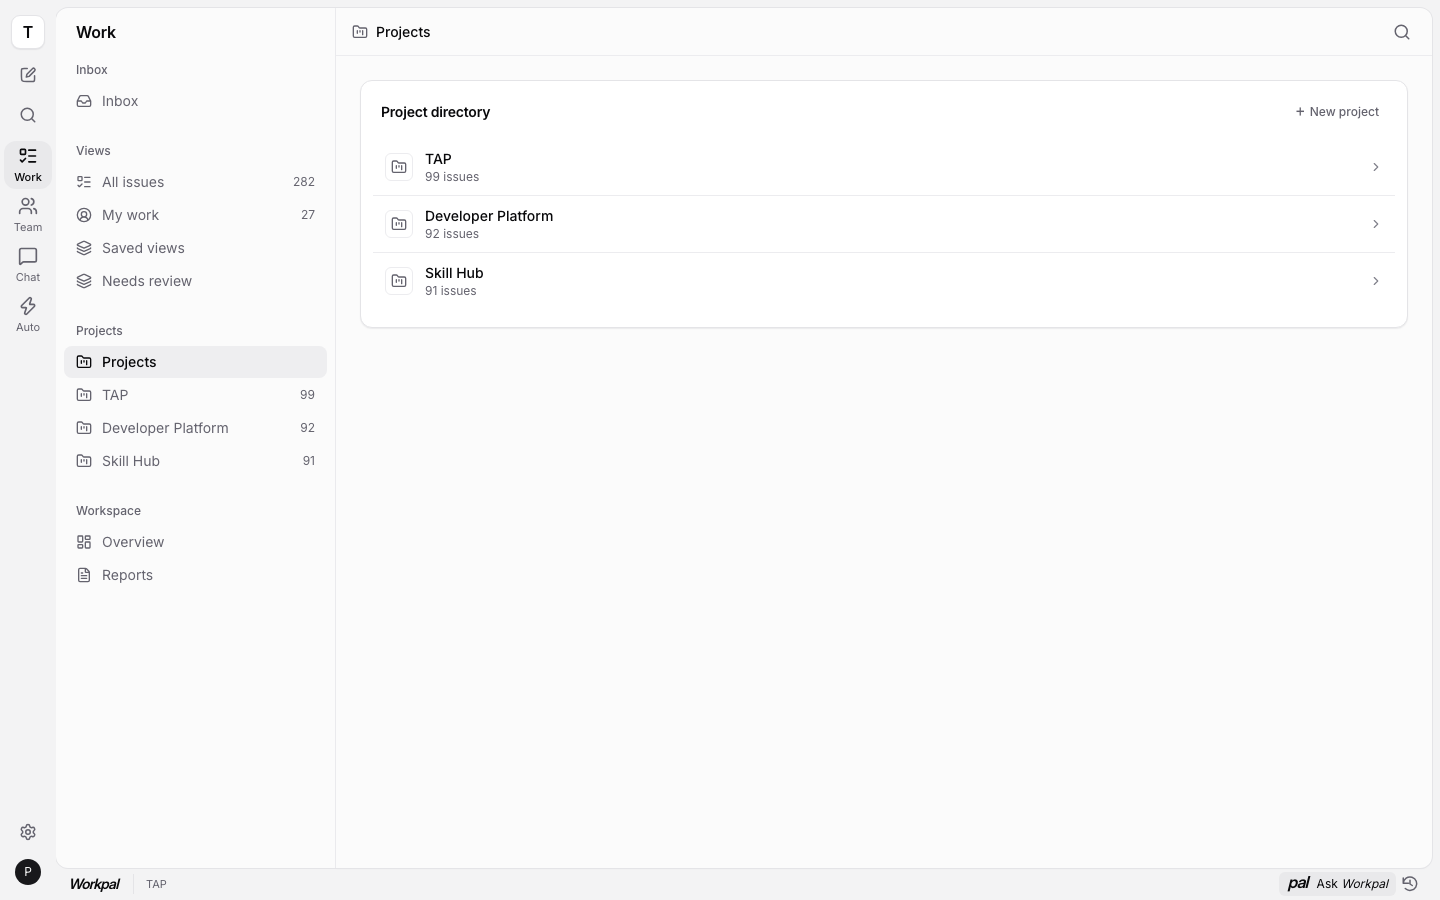 T
Work
Team
Chat
Auto
P
Work
Inbox
Inbox
Views
All issues 282
My work 27
Saved views
Needs review
Projects
Projects
TAP 99
Developer Platform 92
Skill Hub 91
Workspace
Overview
Reports
Projects
Project directory
+ New project
TAP
99 issues
Developer Platform
92 issues
Skill Hub
91 issues
Workpal
TAP
pal Ask Workpal